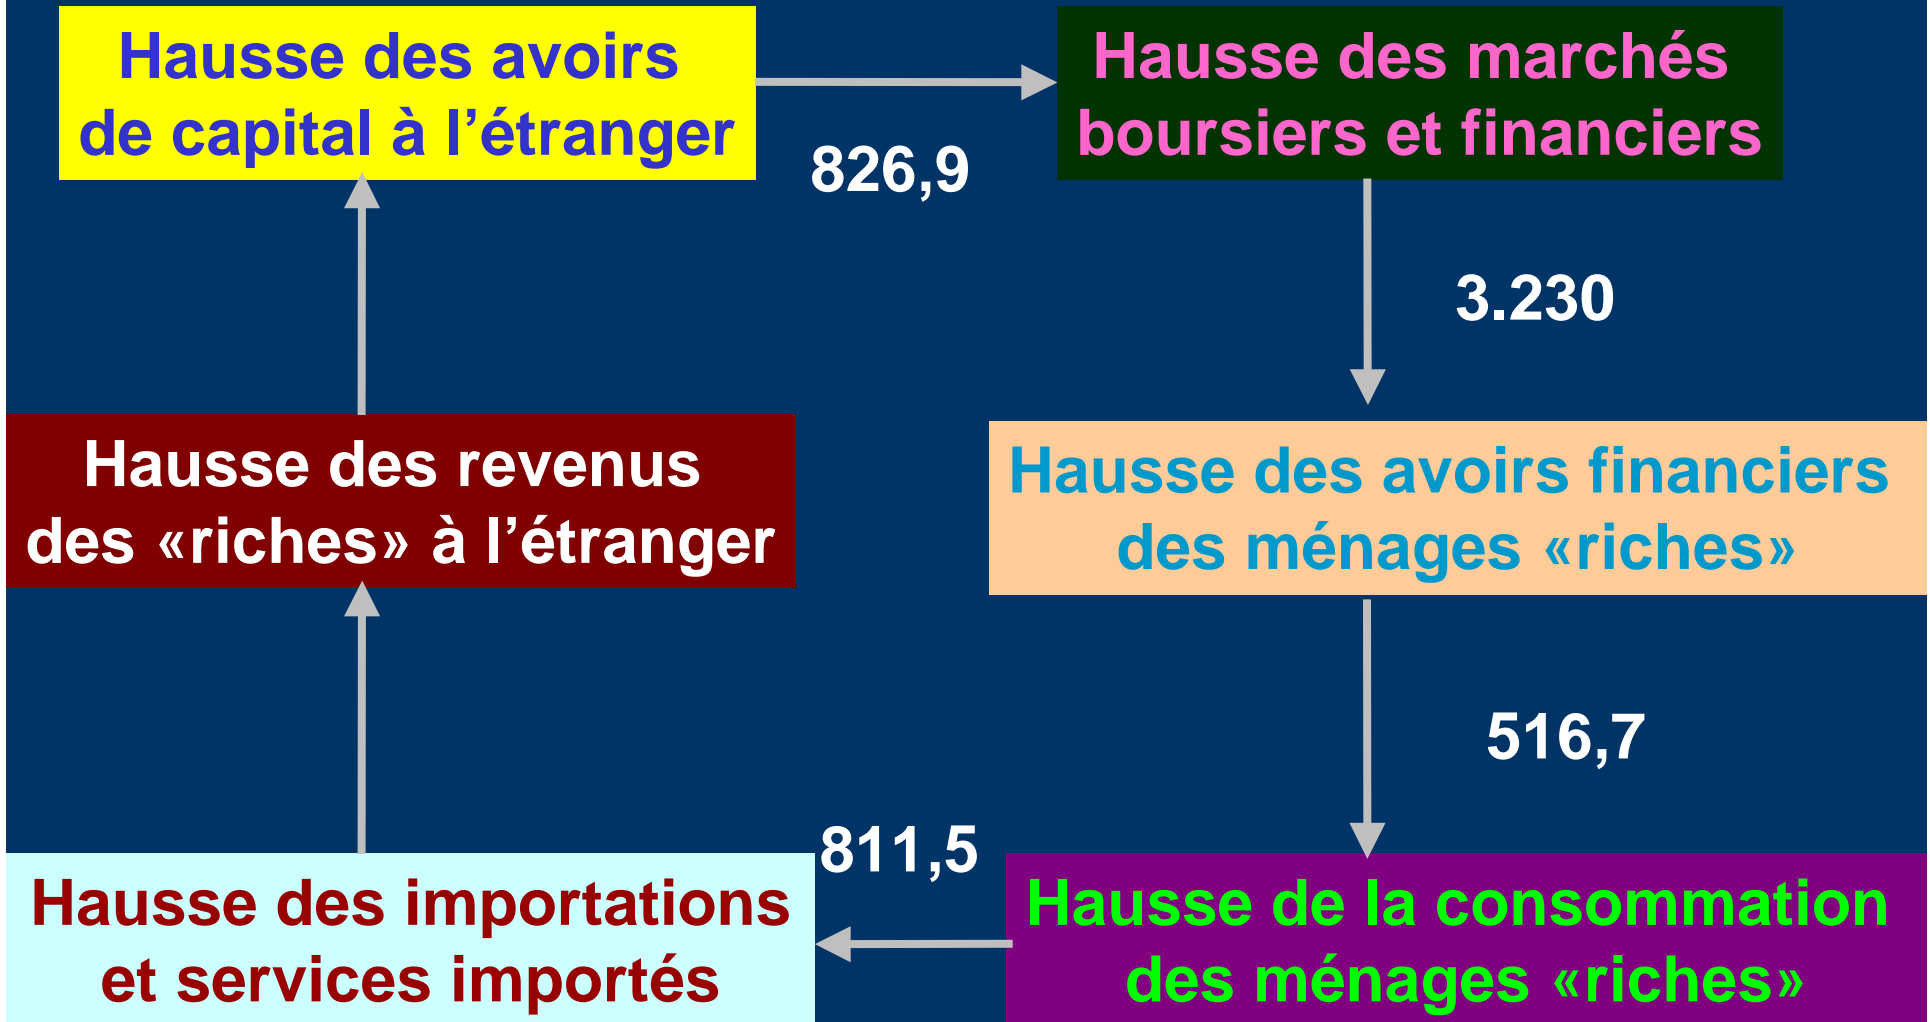 Hausse des avoirs
de capital à l’étranger
826,9
Hausse des marchés
boursiers et financiers
3.230
Hausse des revenus
des «riches» à l’étranger
Hausse des avoirs financiers
des ménages «riches»
516,7
811,5
Hausse des importations
et services importés
Hausse de la consommation
des ménages «riches»